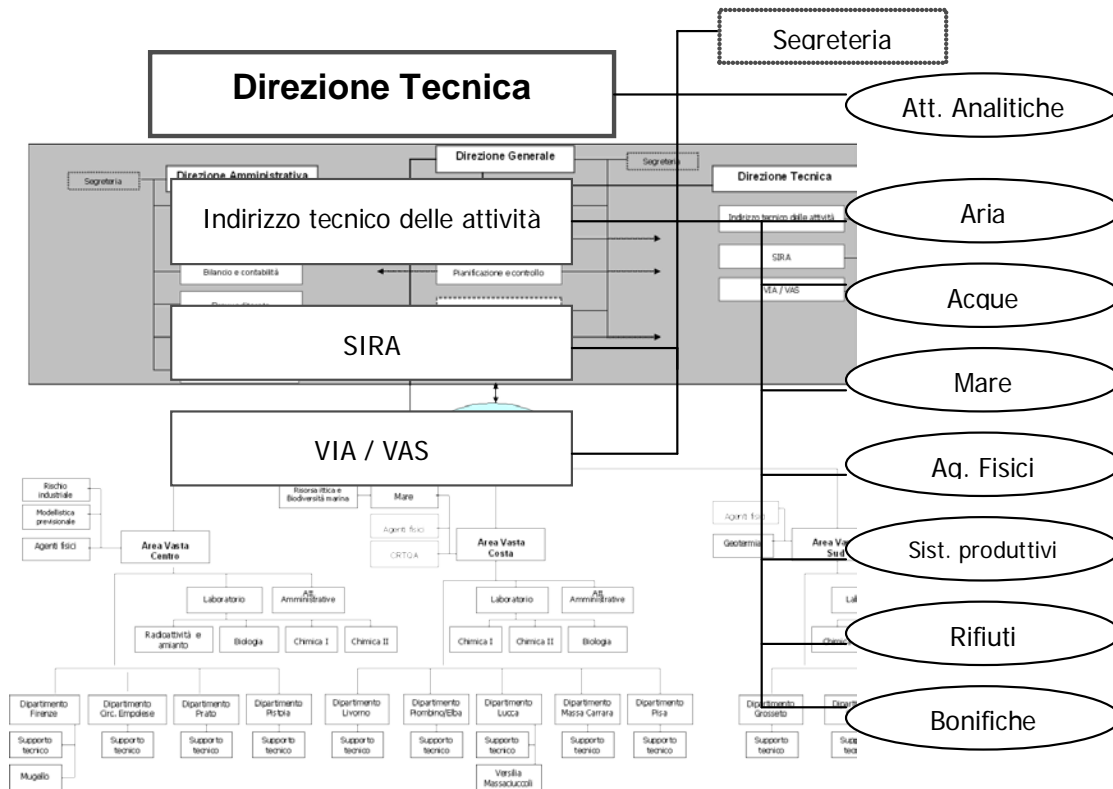 Segreteria
Direzione Tecnica
Att. Analitiche
Direzione Generale
Segreteria
Segreteria
Direzione Amministrativa
Direzione Tecnica
Indirizzo tecnico delle attività
Indirizzo tecnico delle attività
Aria
Bilancio e contabilità
Pianificazione e controllo
SIRA
VIA / VAS
Acque
SIRA
Mare
VIA / VAS
Ag. Fisici
Rischio
industriale
Modellistica
previsionale
Agenti fisici
Area Vasta
Centro
Risorsa ittica e
Biodiversità marina
Mare
Agenti fisici
CRTQA
Area Vasta
Costa
Agenti fisici
Geotermia
Area Va
Sud
Sist. produttivi
Laboratorio
Att.
Amministrative
Laboratorio
Att.
Amministrative
Radioattività e
amianto
Biologia
Chimica I
Chimica II
Chimica I
Chimica II
Biologia
Rifiuti
Dipartimento
Firenze
Dipartimento
Circ. Empolese
Dipartimento
Prato
Dipartimento
Pistoia
Dipartimento
Livorno
Dipartimento
Piombino/Elba
Dipartimento
Lucca
Dipartimento
Massa Carrara
Dipartimento
Pisa
Dipartimento
Grosseto
Bonifiche
Supporto
tecnico
Supporto
tecnico
Supporto
tecnico
Supporto
tecnico
Supporto
tecnico
Supporto
tecnico
Supporto
tecnico
Supporto
tecnico
Supporto
tecnico
Supporto
tecnico
Mugello
Versilia
Massaciuccoli